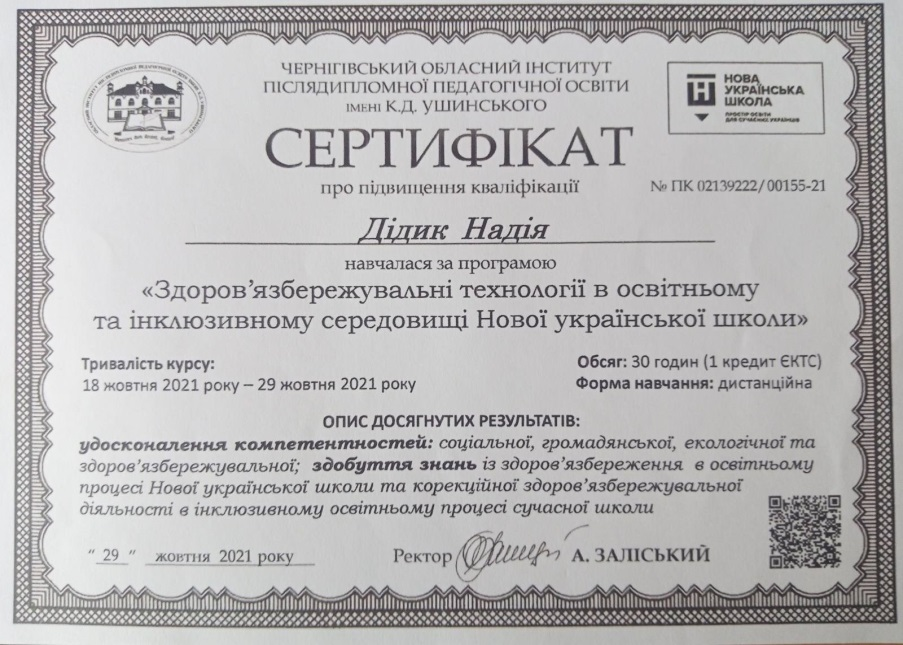 ЧЕРНІГІВСЬКИЙ ОБЛАСНИЙ ІНСТИТУТ
ПІСЛЯДИПЛОМНОЇ ПЕДАГОГІЧНОЇ ОСВІТИ
ІМЕНІ К.Д. УШИНСЬКОГО
НОВА
УКРАЇНСЬКА
ШКОЛА
ПРОСТІР ОСВІТИ
ДЛЯ СУЧАСНИХ УКРАЇНЦІВ
СЕРТИФІКАТ
про підвищення кваліфікації
№ ПК 02139222/00155-21
Дідик Надія
навчалася за програмою
«Здоров'язбережувальні технології в освітньому
та інклюзивному середовищі Нової української школи»
Тривалість курсу:
18 жовтня 2021 року – 29 жовтня 2021 року
Обсяг: 30 годин (1 кредит ЄКТС)
Форма навчання: дистанційна
ОПИС ДОСЯГНУТИХ РЕЗУЛЬТАТІВ:
удосконалення компетентностей: соціальної, громадянської, екологічної та
здоров'язбережувальної; здобуття знань із здоров'язбереження в освітньому
процесі Нової української школи та корекційної здоров'язбережувальної
діяльності в інклюзивному освітньому процесі сучасної школи
" 29 " жовтня 2021 року
Ректор А. ЗАЛІСЬКИЙ